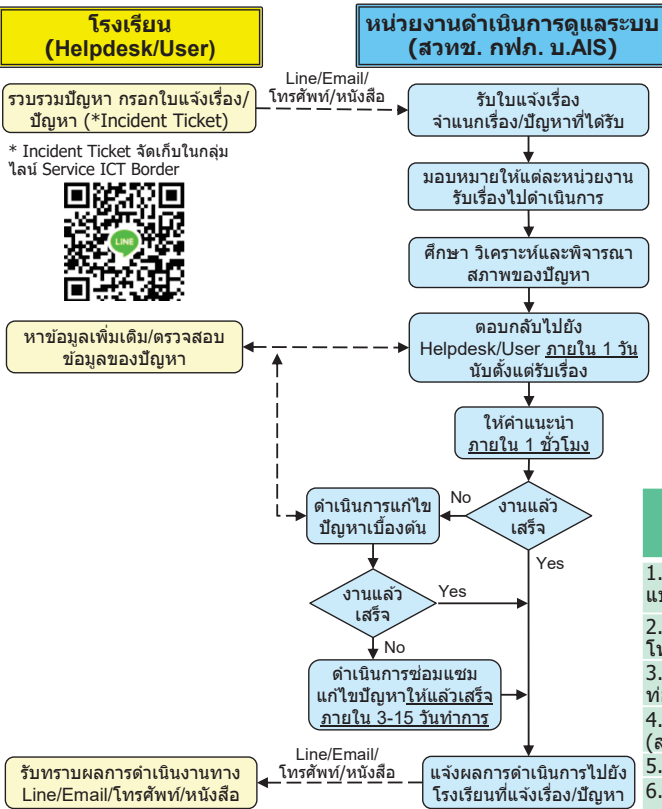 โรงเรียน
(Helpdesk/User)
หน่วยงานดำเนินการดูแลระบบ
(สวทช. กฟภ. บ.AIS)
รวบรวมปัญหา กรอกใบแจ้งเรื่อง/
ปัญหา (*Incident Ticket)
Line/Email/
โทรศัพท์/หนังสือ
รับใบแจ้งเรื่อง
จำแนกเรื่อง/ปัญหาที่ได้รับ
* Incident Ticket จัดเก็บในกลุ่ม
ไลน์ Service ICT Border
LINE
มอบหมายให้แต่ละหน่วยงาน
รับเรื่องไปดำเนินการ
ศึกษา วิเคราะห์และพิจารณา
สภาพของปัญหา
หาข้อมูลเพิ่มเติม/ตรวจสอบ
ข้อมูลของปัญหา
ตอบกลับไปยัง
Helpdesk/User ภายใน 1 วัน
นับตั้งแต่รับเรื่อง
ให้คำแนะนำ
ภายใน 1 ชั่วโมง
ดำเนินการแก้ไข
ปัญหาเบื้องต้น
No
งานแล้ว
เสร็จ
Yes
งานแล้ว
เสร็จ
Yes
No
ดำเนินการซ่อมแซม
แก้ไขปัญหาให้แล้วเสร็จ
ภายใน 3-15 วันทำการ
รับทราบผลการดำเนินงานทาง
Line/Email/โทรศัพท์/หนังสือ
Line/Email/
โทรศัพท์/หนังสือ
แจ้งผลการดำเนินการไปยัง
โรงเรียนที่แจ้งเรื่อง/ปัญหา
1.
2.
3.
4.
5.
6.